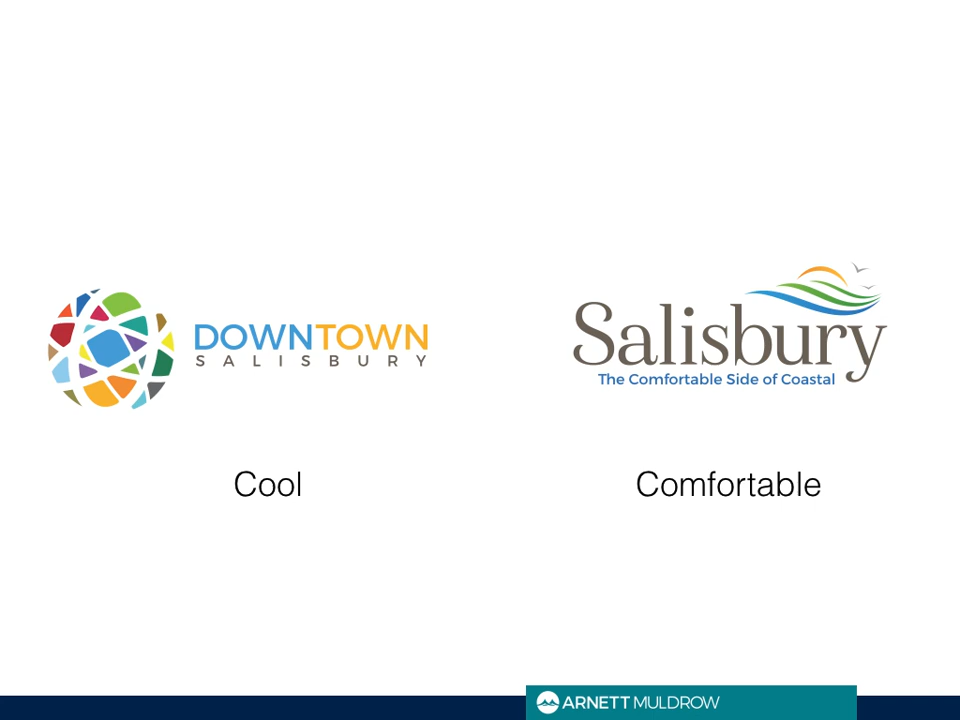 DOWNTOWN
SALISBURY
Salisbury
The Comfortable Side of Coastal
Cool
Comfortable
ARNETT MULDROW